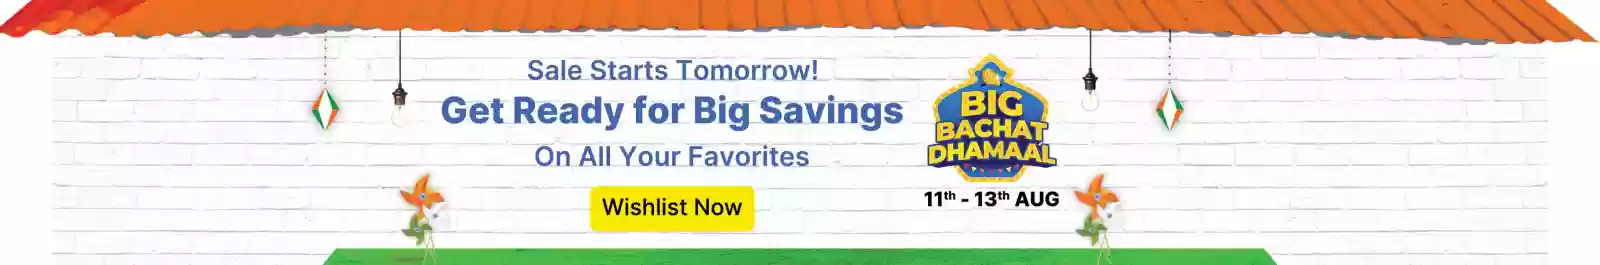 Sale Starts Tomorrow!
Get Ready for Big Savings
On All Your Favorites
Wishlist Now
BIG
BACHAT
DHAMAAL
11th - 13th AUG